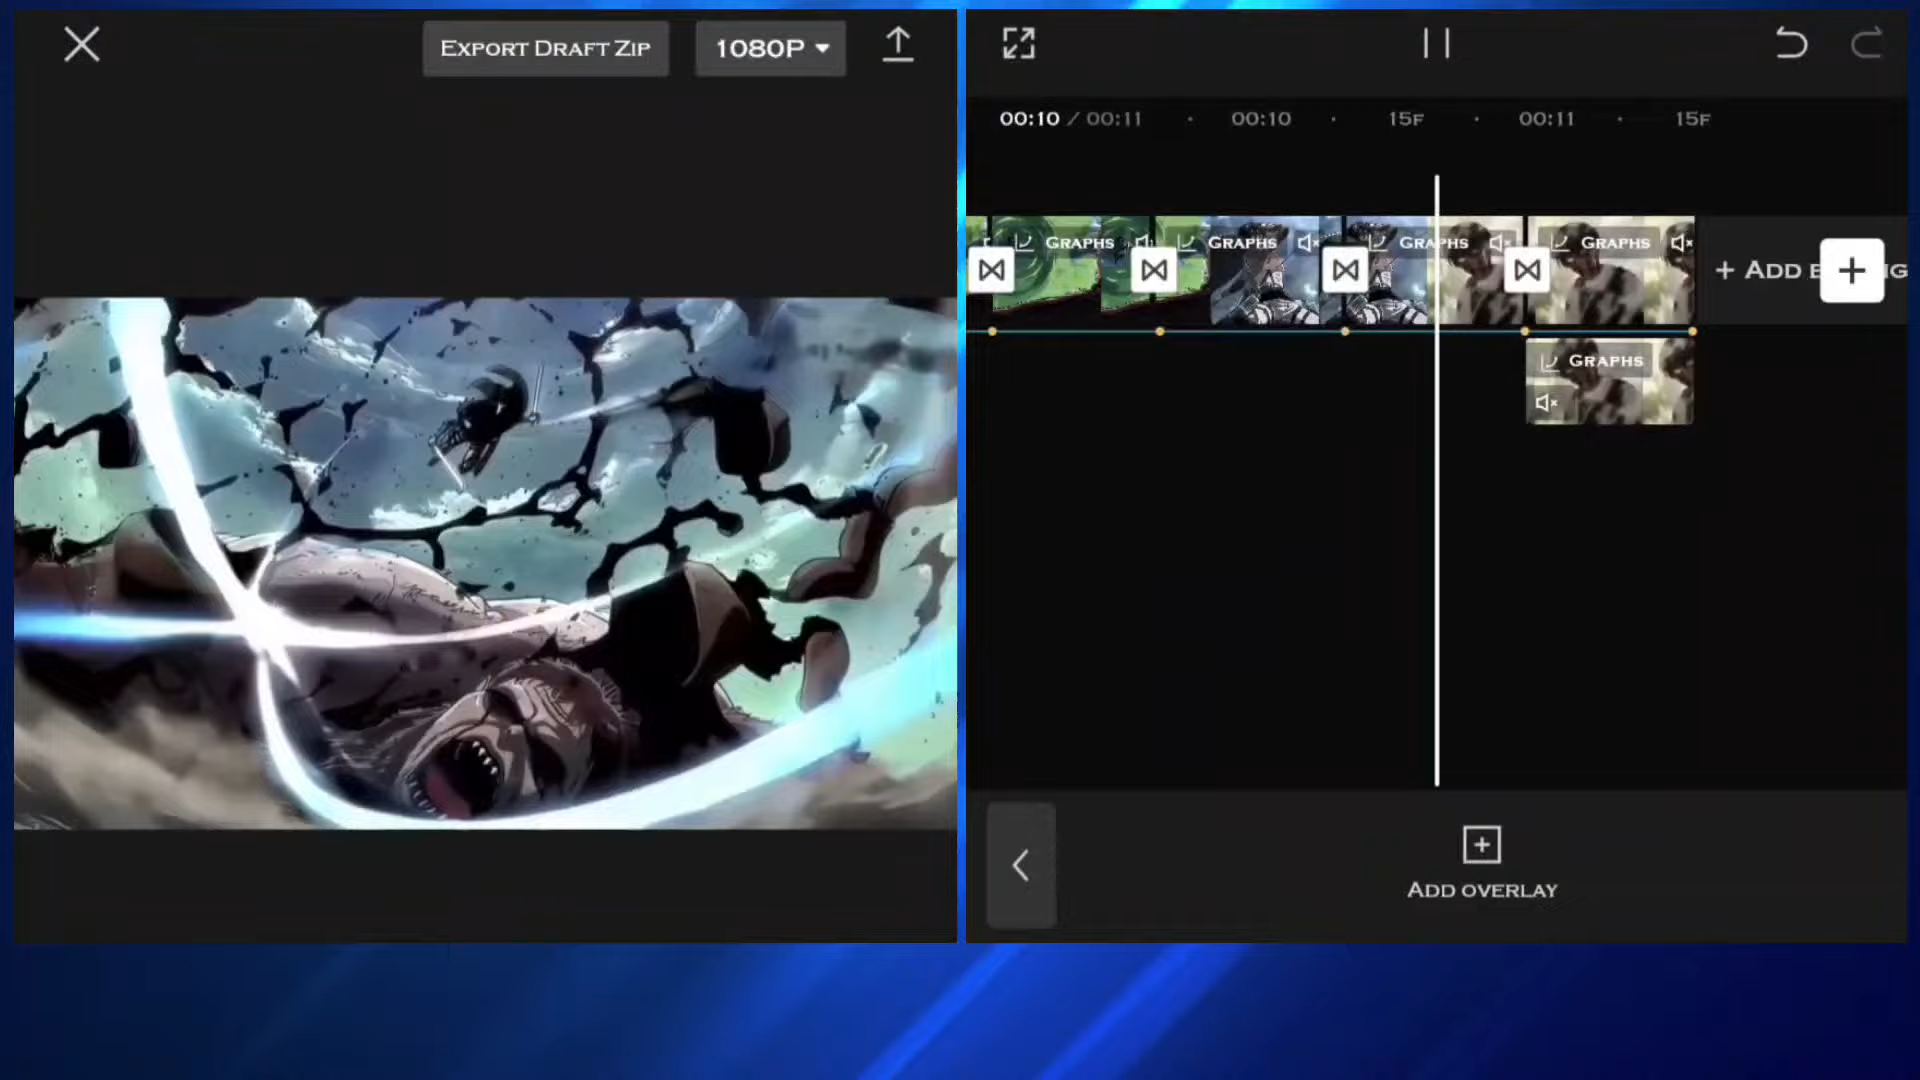 Export Draft Zip
1080P
00:10 / 00:11
00:10
15F
00:11
15F
Graphs
Graphs
Graphs
Graphs
+ Add
Graphs
Add overlay